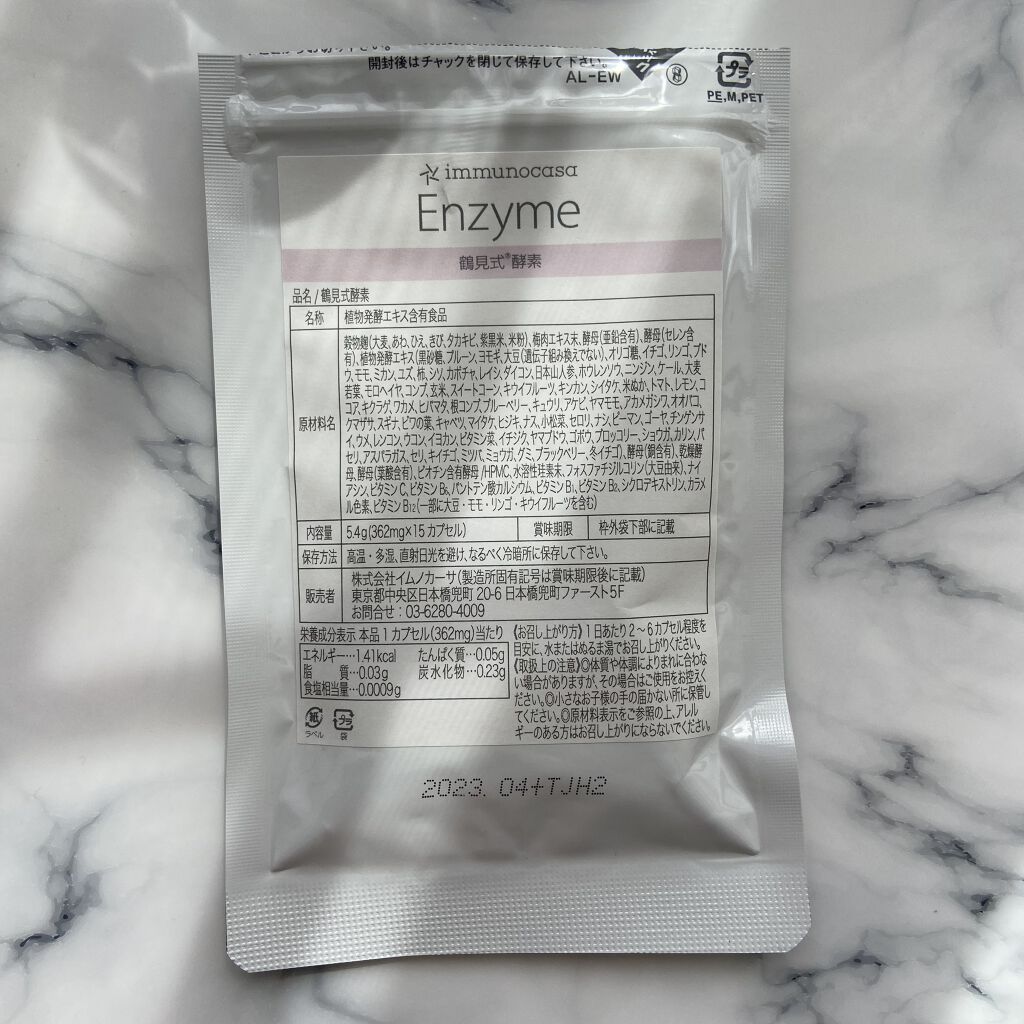 開封後はチャックを閉じて保存して下さい。
AL-EW
プラ
PE,M,PET
immunocasa
Enzyme
鶴見式®酵素
品名/鶴見式酵素
名称 植物発酵エキス含有食品
原材料名
穀物麹(大麦、あわ、ひえ、きび、タカキビ、紫黒米、米粉)、梅肉エキス末、酵母(亜鉛含有)、酵母(セレン含
有)、植物発酵エキス(黒砂糖、プルーン、ヨモギ、大豆(遺伝子組み換えでない)、オリゴ糖、イチゴ、リンゴ、ブド
ウ、モモ、ミカン、ユズ、柿、シソ、カボチャ、レイシ、ダイコン、日本山人参、ホウレンソウ、ニンジン、ケール、大麦
若葉、モロヘイヤ、コンブ、玄米、スイートコーン、キウイフルーツ、キンカン、シイタケ、米ぬか、トマト、レモン、コ
コア、キクラゲ、ワカメ、ヒバマタ、根コンブ、ブルーベリー、キュウリ、アケビ、ヤマモモ、アカメガシワ、オオバコ、
クマザサ、スギナ、ビワの葉、キャベツ、マイタケ、ヒジキ、ナス、小松菜、セロリ、ナシ、ピーマン、ゴーヤ、チンゲンサ
イ、ウメ、レンコン、ウコン、イヨカン、ビタミン菜、イチジク、ヤマブドウ、ゴボウ、ブロッコリー、ショウガ、カリン、パ
セリ、アスパラガス、セリ、キイチゴ、ミツバ、ミョウガ、グミ、ブラックベリー、冬イチゴ)、酵母(銅含有)、乾燥酵
母、酵母(葉酸含有)、ビオチン含有酵母/HPMC、水溶性珪素末、フォスファチジルコリン(大豆由来)、ナイ
アシン、ビタミンC、ビタミンB₆、パントテン酸カルシウム、ビタミンB₁、ビタミンB₂、シクロデキストリン、カラメ
ル色素、ビタミンB₁₂(一部に大豆・モモ・リンゴ・キウイフルーツを含む)
内容量 5.4g(362mg×15カプセル) 賞味期限 枠外袋下部に記載
保存方法 高温・多湿、直射日光を避け、なるべく冷暗所に保存して下さい。
販売者
株式会社イムノカーサ(製造所固有記号は賞味期限後に記載)
東京都中央区日本橋兜町20-6 日本橋兜町ファースト5F
お問合せ:03-6280-4009
栄養成分表示 本品1カプセル(362mg)当たり
エネルギー…1.41kcal たんぱく質…0.05g
脂 質…0.03g 炭水化物…0.23g
食塩相当量…0.0009g
紙
ラベル
プラ
袋
《お召し上がり方》1日あたり2～6カプセル程度を
目安に、水またはぬるま湯でお召し上がりください。
《取扱上の注意》◎体質や体調によりまれに合わな
い場合がありますが、その場合はご使用をお控えく
ださい。◎小さなお子様の手の届かない所に保管し
てください。◎原材料表示をご参照の上、アレル
ギーのある方はお召し上がりにならないでください。
2023. 04+TJH2